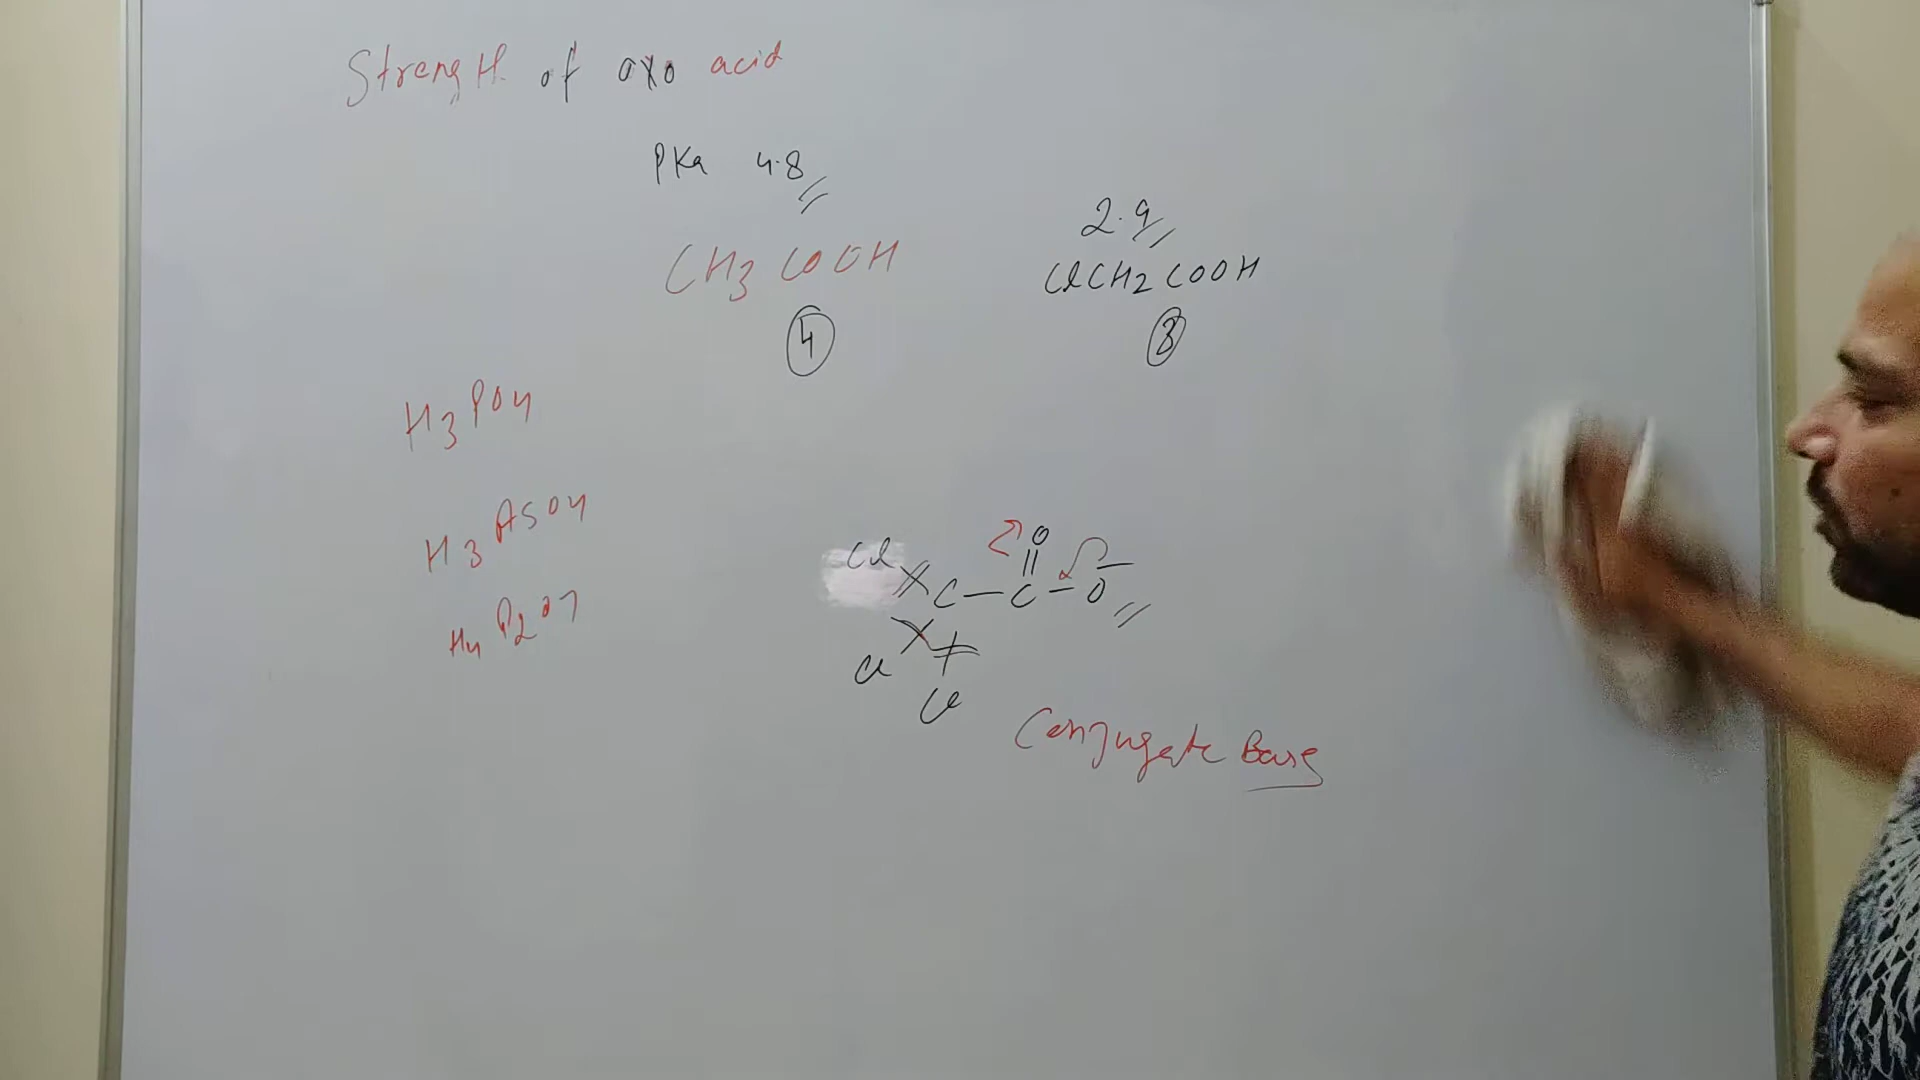 Strength of oxo acid
PKa 4.8
2.9
CH3 COOH
ClCH2 COOH
4
3
H3PO4
H3AsO4
H4P2O7
O
Cl
C - C - O
Cl
Cl
Conjugate Base